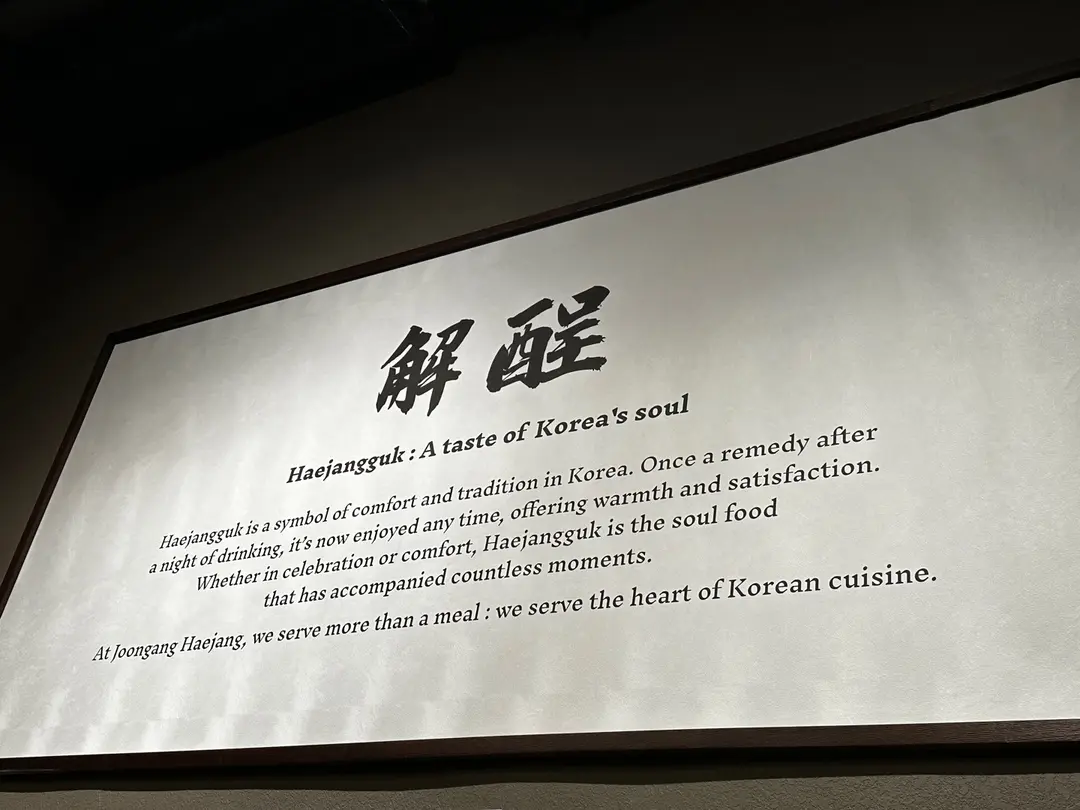 解酲
Haejangguk : A taste of Korea's soul
Haejangguk is a symbol of comfort and tradition in Korea. Once a remedy after
a night of drinking, it's now enjoyed any time, offering warmth and satisfaction.
Whether in celebration or comfort, Haejangguk is the soul food
that has accompanied countless moments.
At Joongang Haejang, we serve more than a meal : we serve the heart of Korean cuisine.